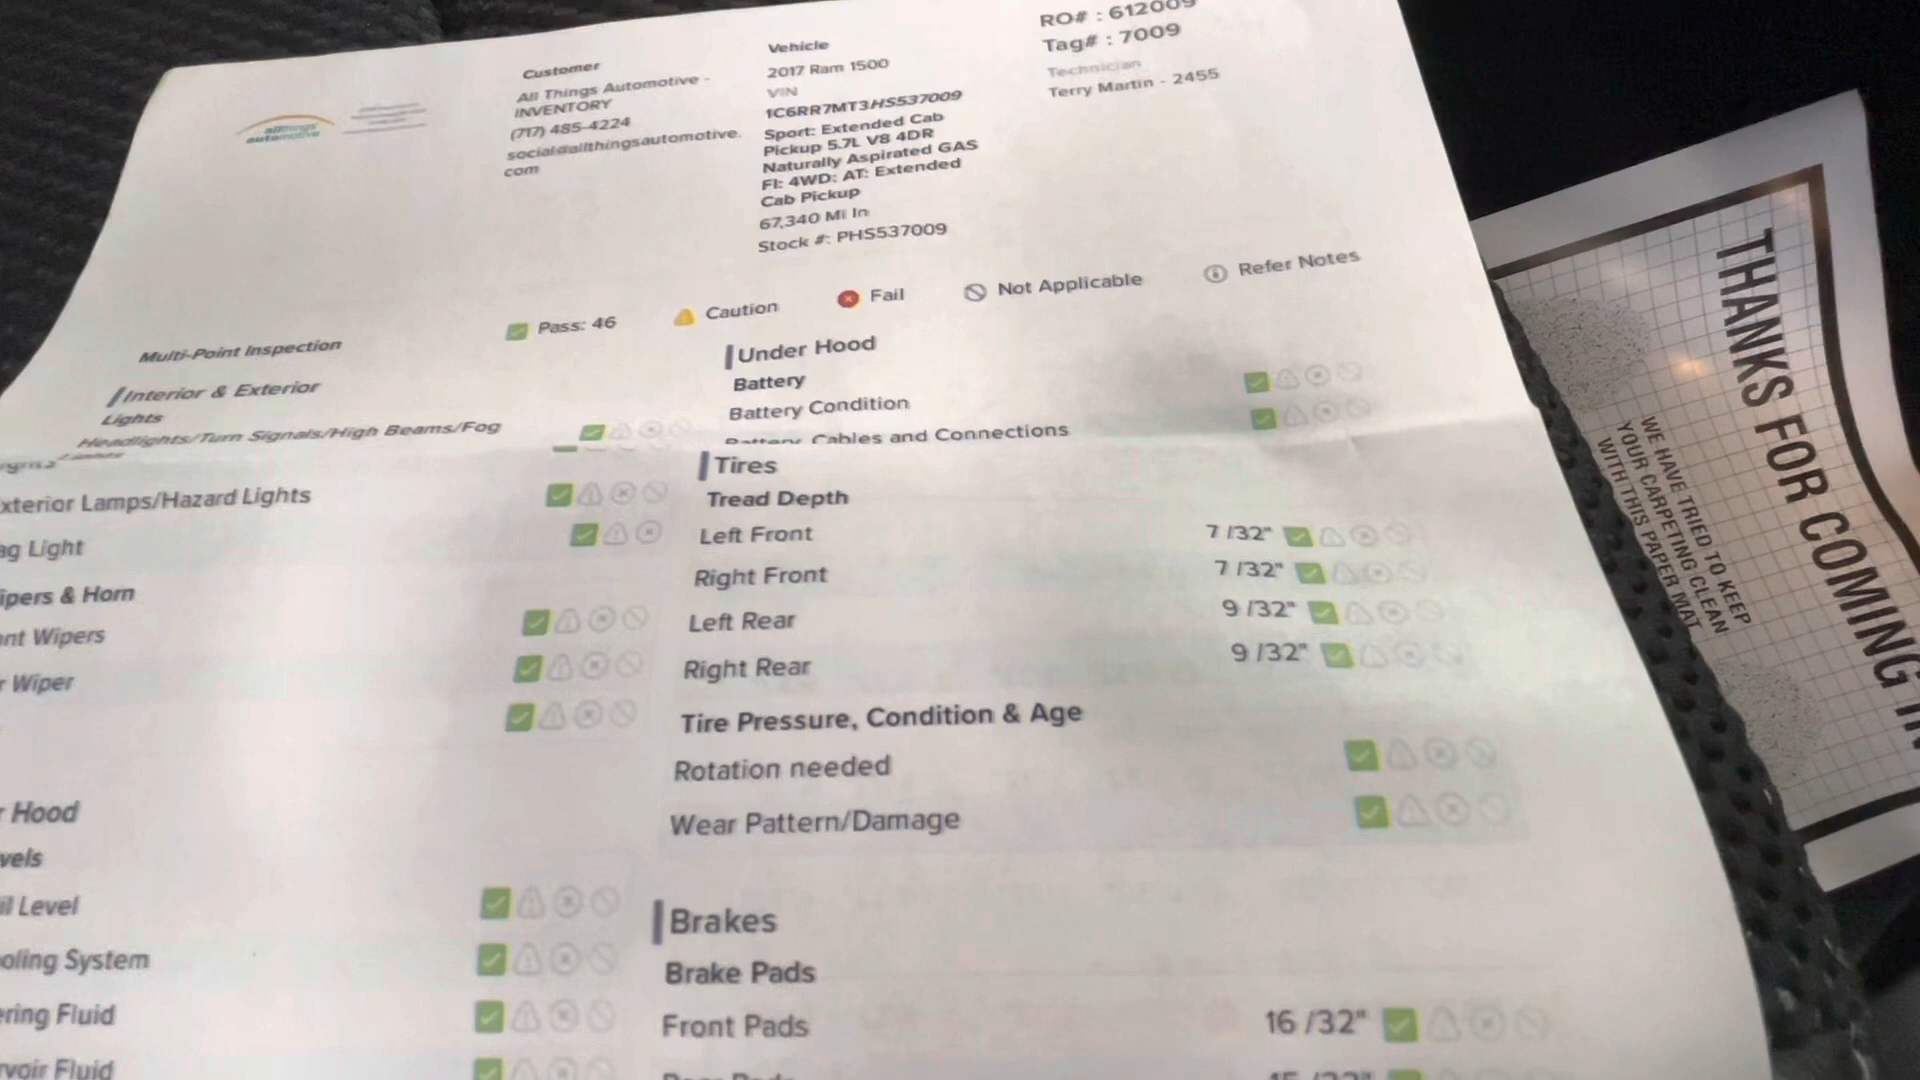 allthings
automotive
Customer
All Things Automotive -
INVENTORY
(717) 485-4224
social@allthingsautomotive.
com
Vehicle
2017 Ram 1500
VIN
1C6RR7MT3HS537009
Sport: Extended Cab
Pickup 5.7L V8 4DR
Naturally Aspirated GAS
FI: 4WD: AT: Extended
Cab Pickup
67,340 Mi In
Stock #: PHS537009
RO# : 612009
Tag# : 7009
Technician
Terry Martin - 2455
Multi-Point Inspection
Pass: 46
Caution
Fail
Not Applicable
Refer Notes
Interior & Exterior
Lights
Headlights/Turn Signals/High Beams/Fog
Lights
xterior Lamps/Hazard Lights
ag Light
ipers & Horn
ont Wipers
r Wiper
r Hood
vels
il Level
oling System
ering Fluid
rvoir Fluid
Under Hood
Battery
Battery Condition
Battery Cables and Connections
Tires
Tread Depth
Left Front 7 /32"
Right Front 7 /32"
Left Rear 9 /32"
Right Rear 9 /32"
Tire Pressure, Condition & Age
Rotation needed
Wear Pattern/Damage
Brakes
Brake Pads
Front Pads 16 /32"
THANKS FOR COMING IN
WE HAVE TRIED TO KEEP
YOUR CARPETING CLEAN
WITH THIS PAPER MAT